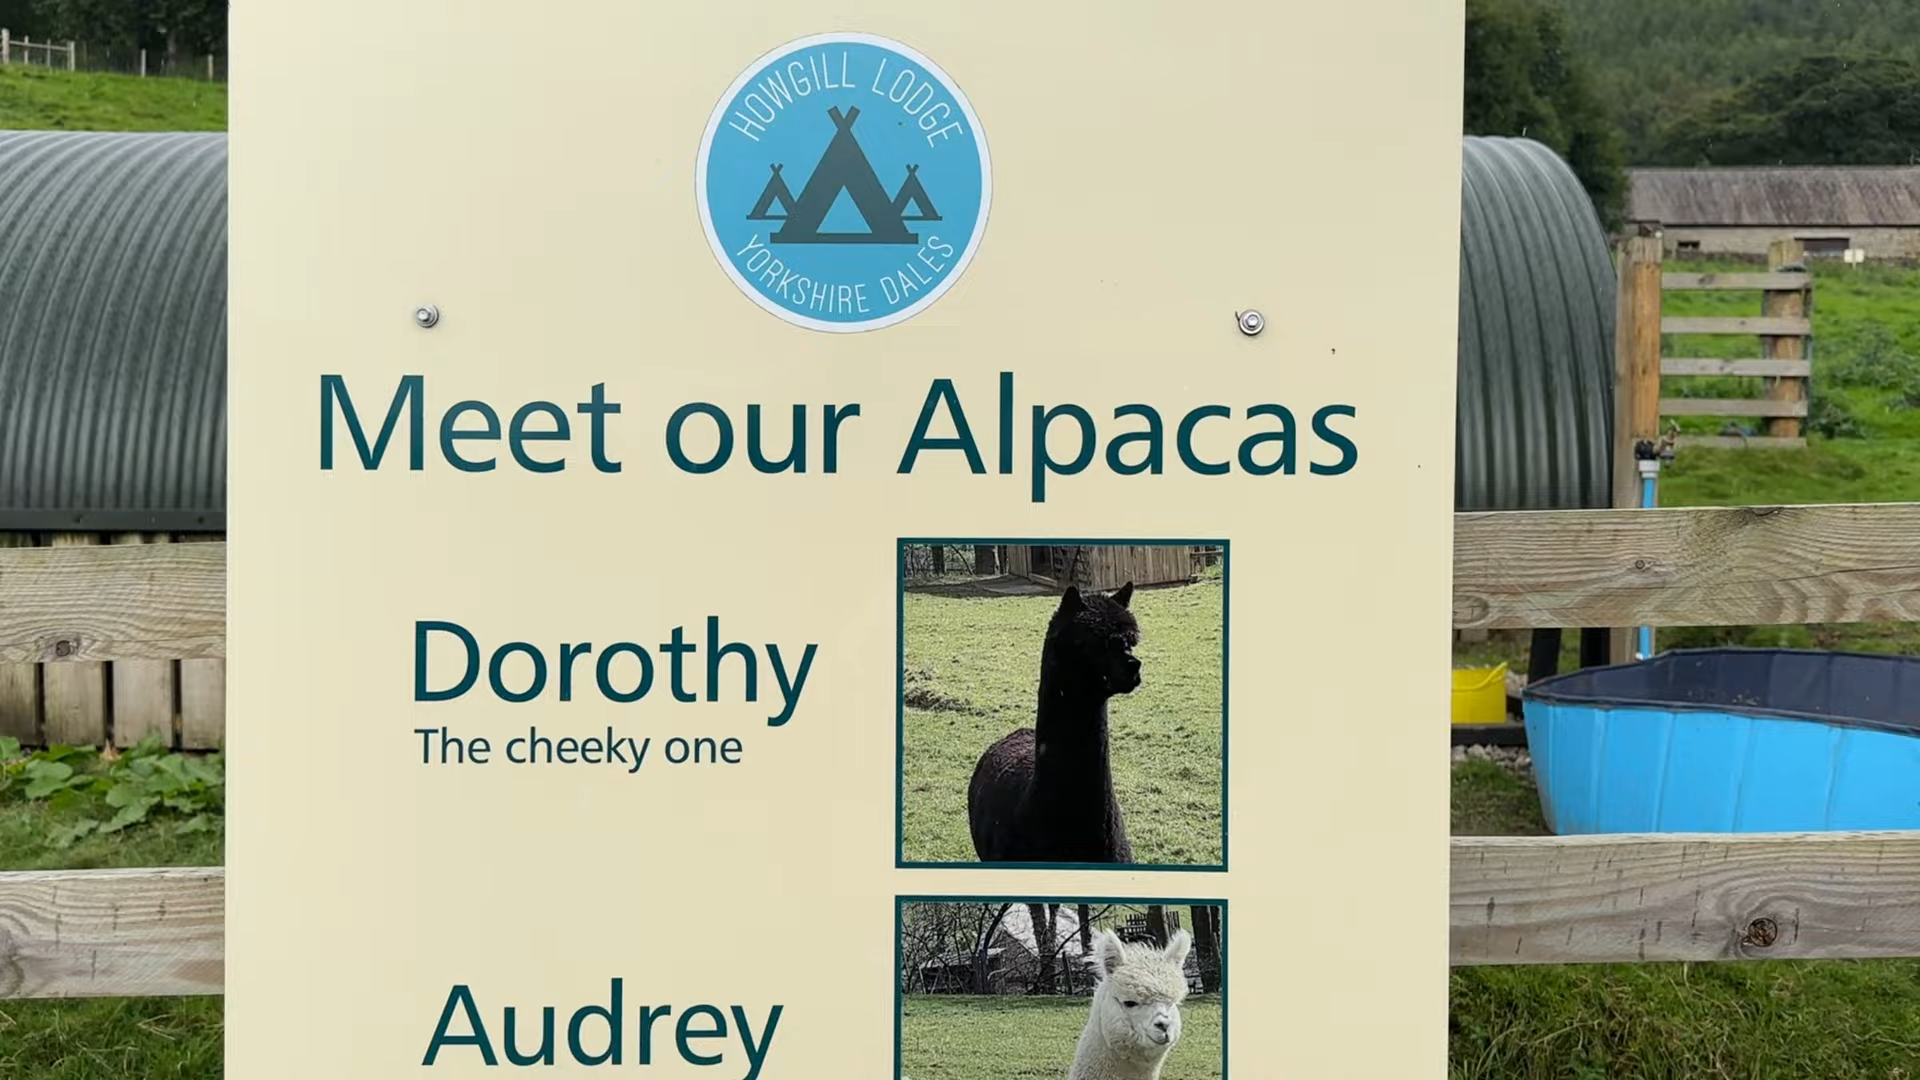 HOWGILL LODGE
YORKSHIRE DALES
Meet our Alpacas
Dorothy
The cheeky one
Audrey